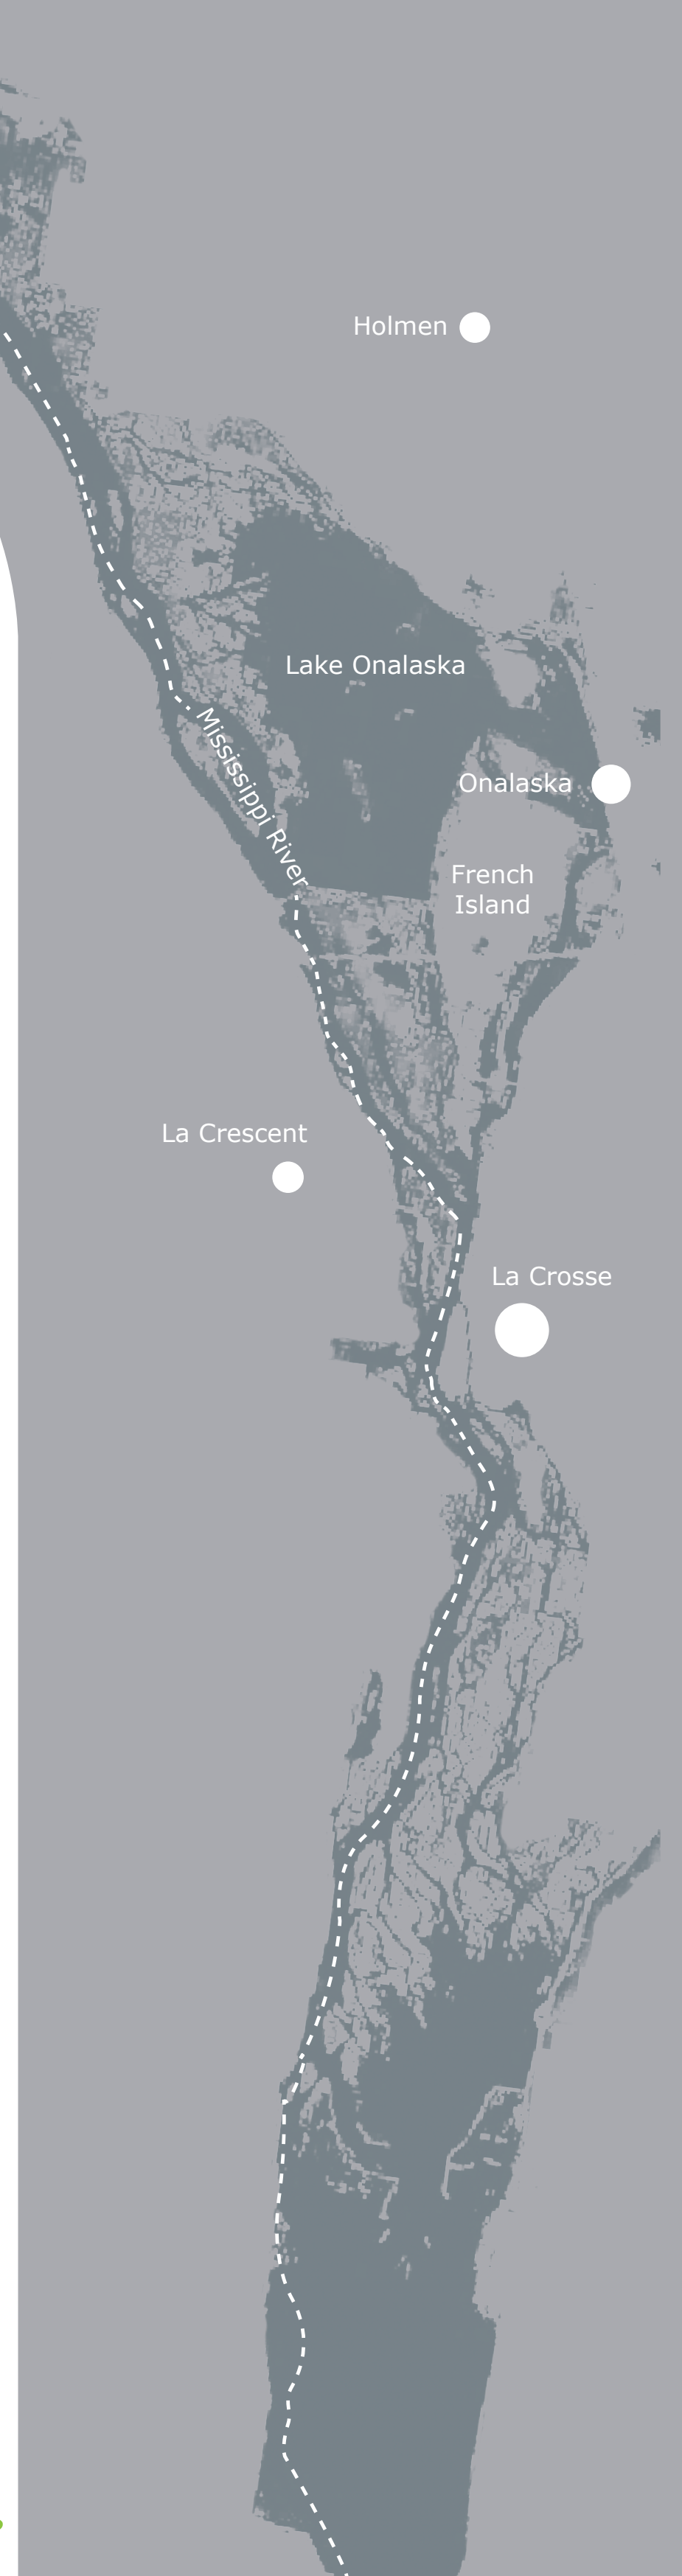 Holmen
Lake Onalaska
Mississippi River
Onalaska
French
Island
La Crescent
La Crosse